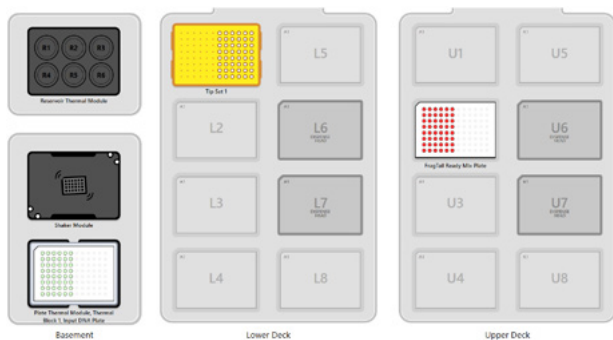 R1 R2 R3
R4 R5 R6
Reservoir Thermal Module
Shaker Module
Plate Thermal Module, Thermal
Block 1, Input DNA Plate
Basement
Tip Set 1
L5
L2
L6
L3
L7
L4
L8
Lower Deck
U1
U5
FrogTail Ready Mix Plate
U6
U3
U7
U4
U8
Upper Deck